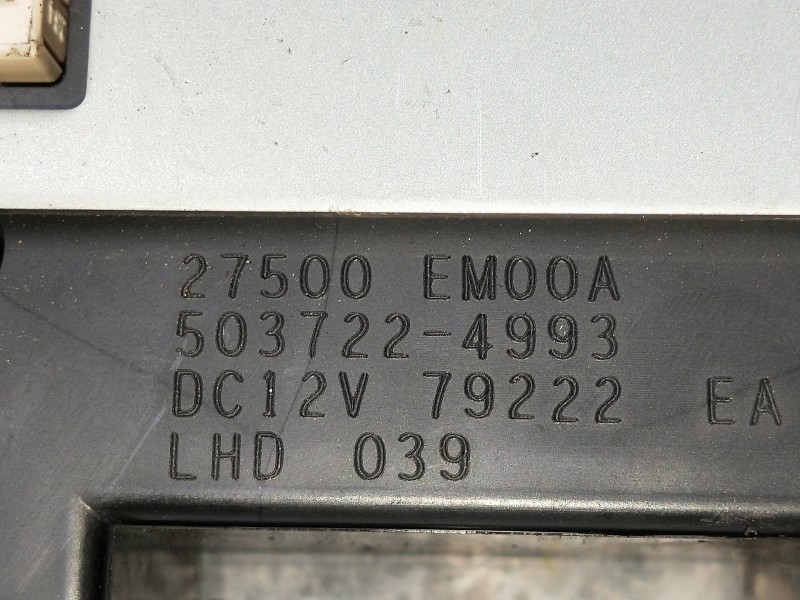 27500 EM00A
503722-4993
DC12V 79222 EA
LHD 039